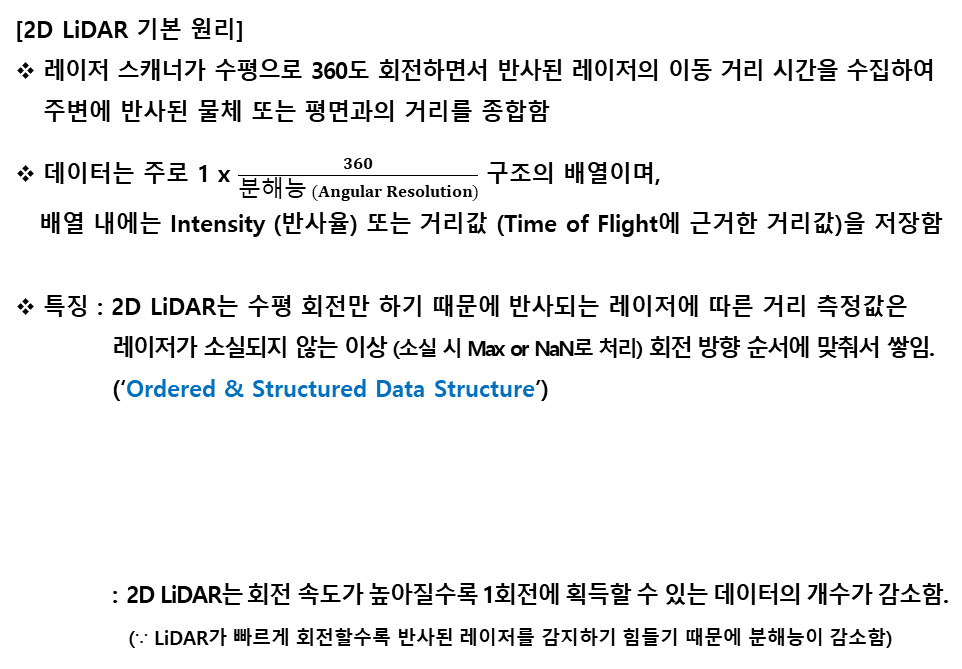 [2D LiDAR 기본 원리]
❖ 레이저 스캐너가 수평으로 360도 회전하면서 반사된 레이저의 이동 거리 시간을 수집하여
주변에 반사된 물체 또는 평면과의 거리를 종합함
❖ 데이터는 주로 1 x 360 / 분해능 (Angular Resolution) 구조의 배열이며,
배열 내에는 Intensity (반사율) 또는 거리값 (Time of Flight에 근거한 거리값)을 저장함
❖ 특징 : 2D LiDAR는 수평 회전만 하기 때문에 반사되는 레이저에 따른 거리 측정값은
레이저가 소실되지 않는 이상 (소실 시 Max or NaN로 처리) 회전 방향 순서에 맞춰서 쌓임.
(‘Ordered & Structured Data Structure’)
: 2D LiDAR는 회전 속도가 높아질수록 1회전에 획득할 수 있는 데이터의 개수가 감소함.
(∵ LiDAR가 빠르게 회전할수록 반사된 레이저를 감지하기 힘들기 때문에 분해능이 감소함)